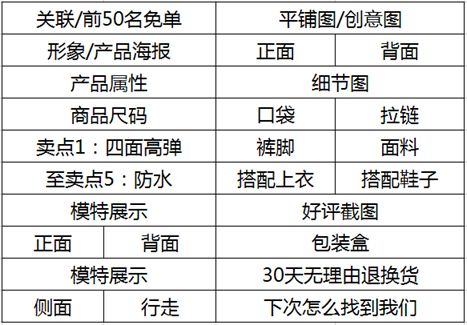 关联/前50名免单 平铺图/创意图
形象/产品海报 正面 背面
产品属性 细节图
商品尺码 口袋 拉链
卖点1：四面高弹 裤脚 面料
至卖点5：防水 搭配上衣 搭配鞋子
模特展示 好评截图
正面 背面 包装盒
模特展示 30天无理由退换货
侧面 行走 下次怎么找到我们